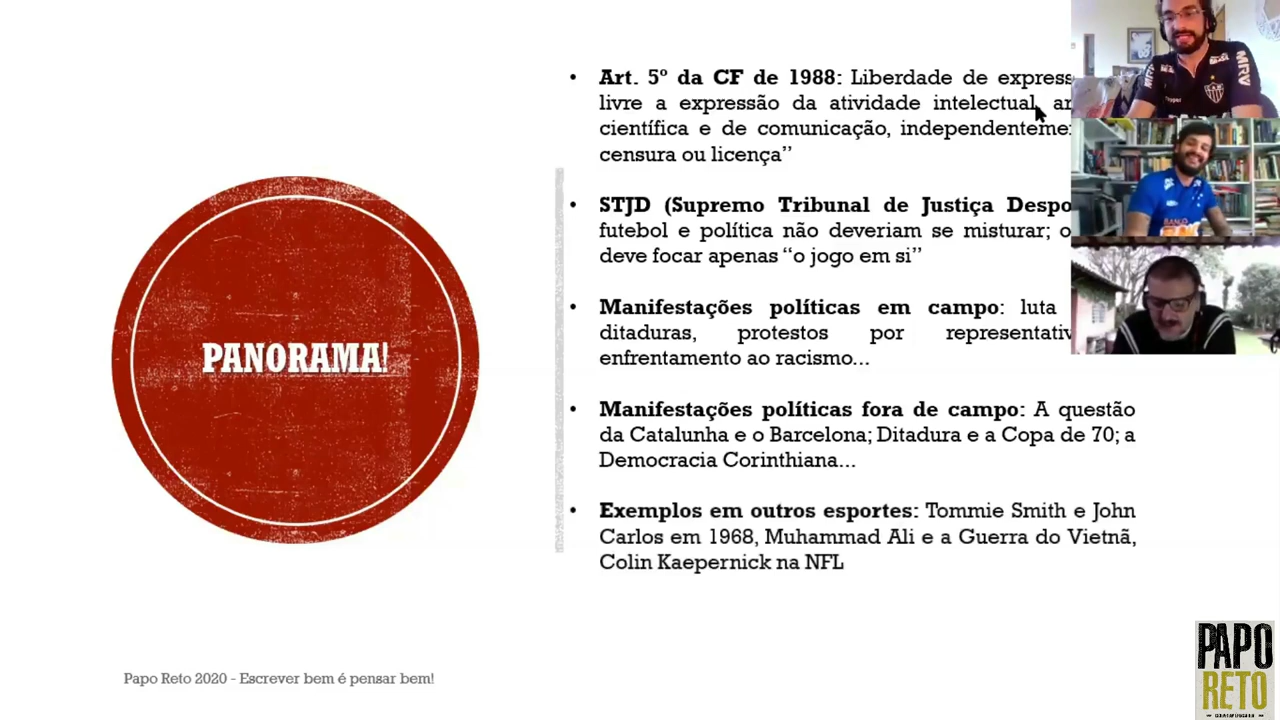 PANORAMA!
• Art. 5º da CF de 1988: Liberdade de express
livre a expressão da atividade intelectual, ar
científica e de comunicação, independenteme
censura ou licença”
• STJD (Supremo Tribunal de Justiça Despo
futebol e política não deveriam se misturar; o
deve focar apenas “o jogo em si”
• Manifestações políticas em campo: luta
ditaduras, protestos por representativ
enfrentamento ao racismo...
• Manifestações políticas fora de campo: A questão
da Catalunha e o Barcelona; Ditadura e a Copa de 70; a
Democracia Corinthiana...
• Exemplos em outros esportes: Tommie Smith e John
Carlos em 1968, Muhammad Ali e a Guerra do Vietnã,
Colin Kaepernick na NFL
Papo Reto 2020 - Escrever bem é pensar bem!
PAPO
RETO
MRV